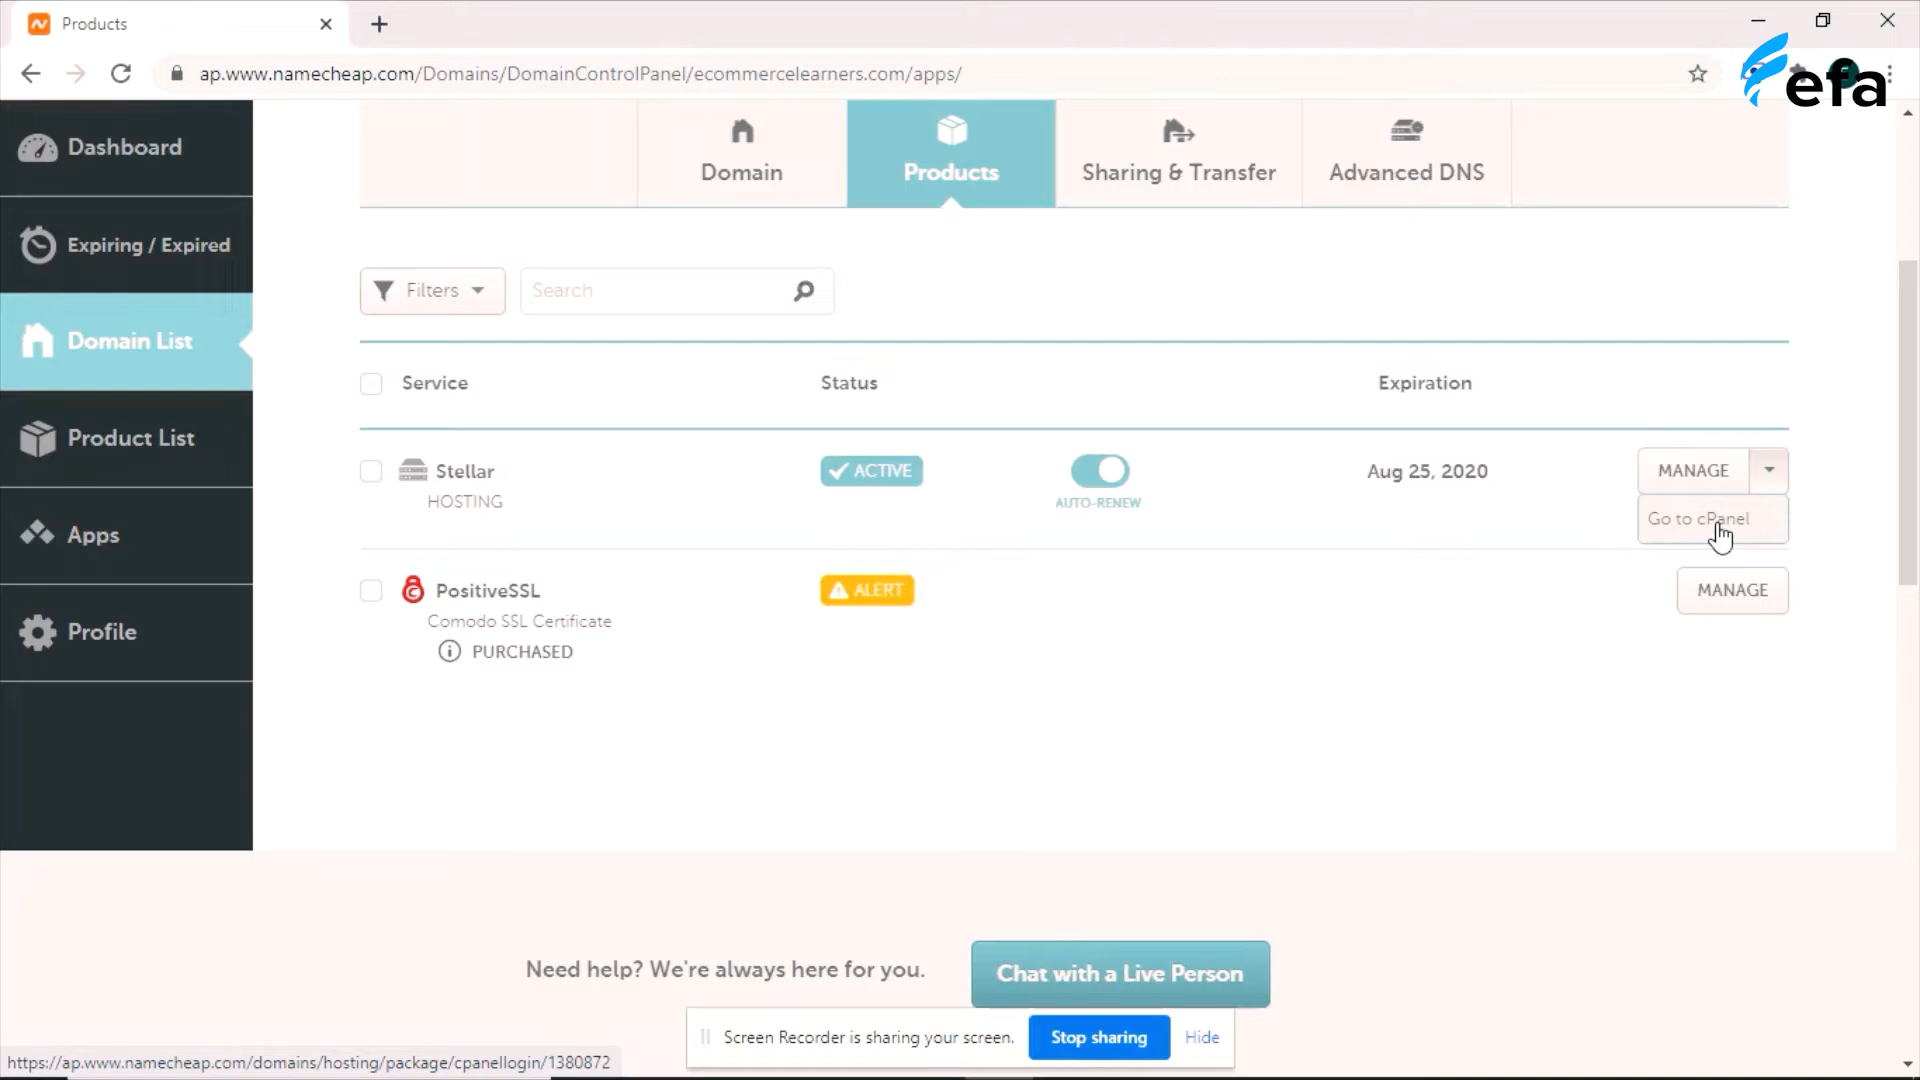 Products
ap.www.namecheap.com/Domains/DomainControlPanel/ecommercelearners.com/apps/
efa
Dashboard
Expiring / Expired
Domain List
Product List
Apps
Profile
Domain
Products
Sharing & Transfer
Advanced DNS
Filters
Search
Service
Status
Expiration
Stellar
HOSTING
ACTIVE
AUTO-RENEW
Aug 25, 2020
MANAGE
Go to cPanel
PositiveSSL
Comodo SSL Certificate
PURCHASED
ALERT
MANAGE
Need help? We're always here for you.
Chat with a Live Person
Screen Recorder is sharing your screen.
Stop sharing
Hide
https://ap.www.namecheap.com/domains/hosting/package/cpanellogin/1380872